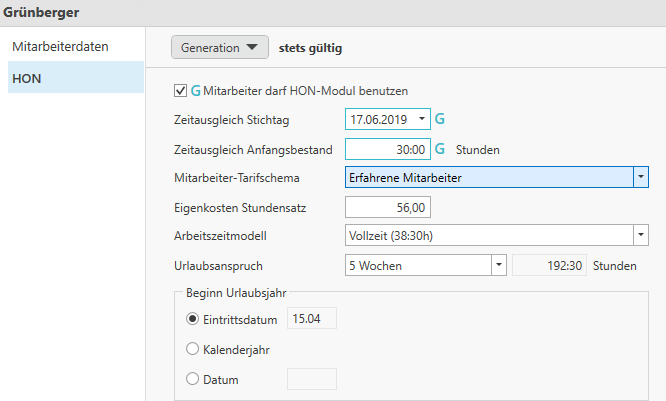 Grünberger
Mitarbeiterdaten
HON
Generation stets gültig
G Mitarbeiter darf HON-Modul benutzen
Zeitausgleich Stichtag 17.06.2019 G
Zeitausgleich Anfangsbestand 30:00 G Stunden
Mitarbeiter-Tarifschema Erfahrene Mitarbeiter
Eigenkosten Stundensatz 56,00
Arbeitszeitmodell Vollzeit (38:30h)
Urlaubsanspruch 5 Wochen 192:30 Stunden
Beginn Urlaubsjahr
Eintrittsdatum 15.04
Kalenderjahr
Datum